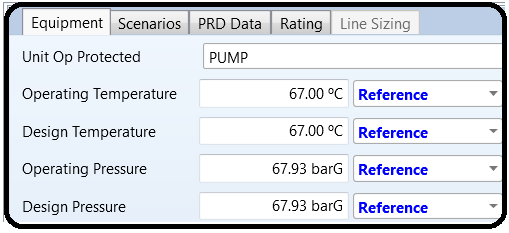 Equipment Scenarios PRD Data Rating Line Sizing
Unit Op Protected PUMP
Operating Temperature 67.00 ºC Reference
Design Temperature 67.00 ºC Reference
Operating Pressure 67.93 barG Reference
Design Pressure 67.93 barG Reference